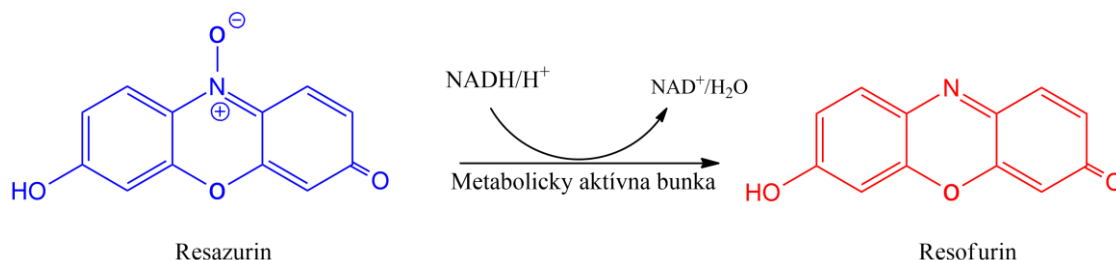 O⊖
N⊕
HO
O
O
Resazurin
NADH/H⁺
NAD⁺/H₂O
Metabolicky aktívna bunka
N
HO
O
O
Resofurin